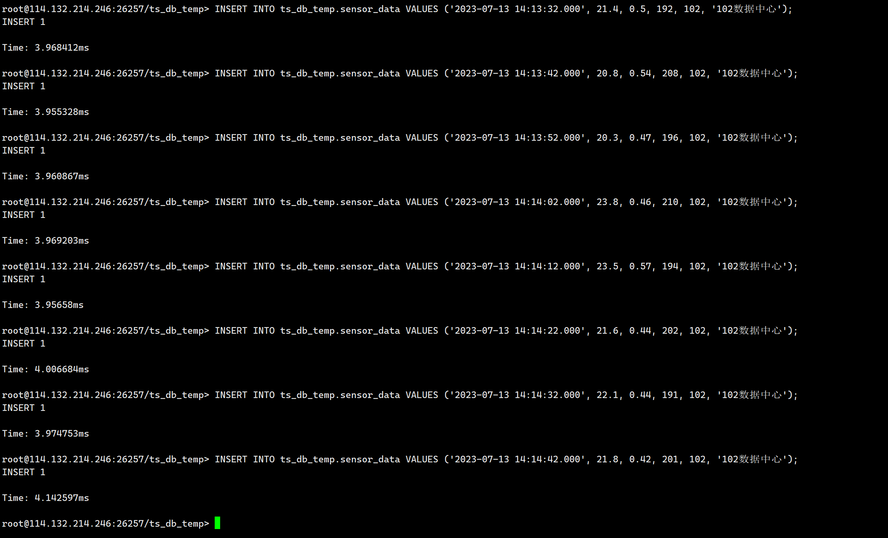 root@114.132.214.246:26257/ts_db_temp> INSERT INTO ts_db_temp.sensor_data VALUES ('2023-07-13 14:13:32.000', 21.4, 0.5, 192, 102, '102数据中心');
INSERT 1
Time: 3.968412ms
root@114.132.214.246:26257/ts_db_temp> INSERT INTO ts_db_temp.sensor_data VALUES ('2023-07-13 14:13:42.000', 20.8, 0.54, 208, 102, '102数据中心');
INSERT 1
Time: 3.955328ms
root@114.132.214.246:26257/ts_db_temp> INSERT INTO ts_db_temp.sensor_data VALUES ('2023-07-13 14:13:52.000', 20.3, 0.47, 196, 102, '102数据中心');
INSERT 1
Time: 3.960867ms
root@114.132.214.246:26257/ts_db_temp> INSERT INTO ts_db_temp.sensor_data VALUES ('2023-07-13 14:14:02.000', 23.8, 0.46, 210, 102, '102数据中心');
INSERT 1
Time: 3.969203ms
root@114.132.214.246:26257/ts_db_temp> INSERT INTO ts_db_temp.sensor_data VALUES ('2023-07-13 14:14:12.000', 23.5, 0.57, 194, 102, '102数据中心');
INSERT 1
Time: 3.95658ms
root@114.132.214.246:26257/ts_db_temp> INSERT INTO ts_db_temp.sensor_data VALUES ('2023-07-13 14:14:22.000', 21.6, 0.44, 202, 102, '102数据中心');
INSERT 1
Time: 4.006684ms
root@114.132.214.246:26257/ts_db_temp> INSERT INTO ts_db_temp.sensor_data VALUES ('2023-07-13 14:14:32.000', 22.1, 0.44, 191, 102, '102数据中心');
INSERT 1
Time: 3.974753ms
root@114.132.214.246:26257/ts_db_temp> INSERT INTO ts_db_temp.sensor_data VALUES ('2023-07-13 14:14:42.000', 21.8, 0.42, 201, 102, '102数据中心');
INSERT 1
Time: 4.142597ms
root@114.132.214.246:26257/ts_db_temp>